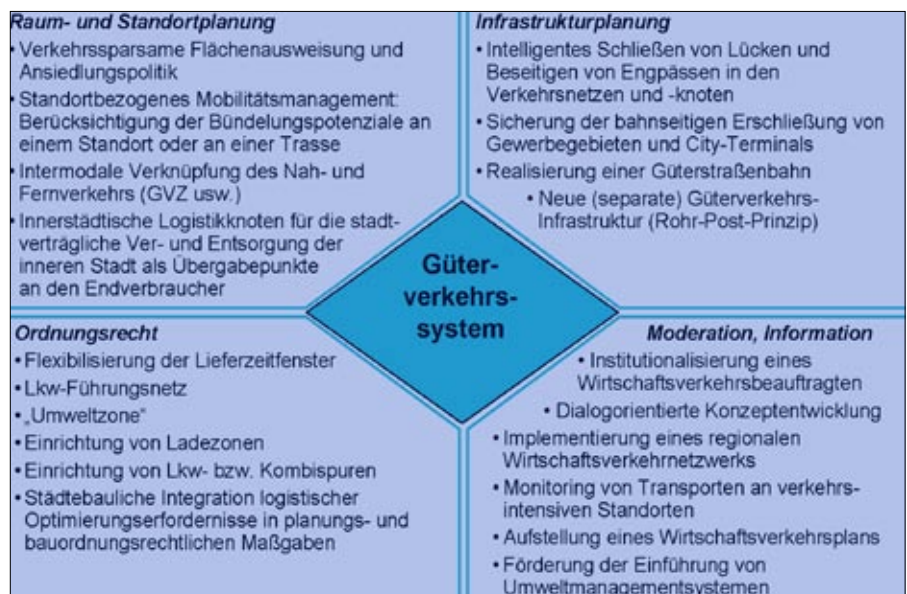 Raum- und Standortplanung
• Verkehrssparsame Flächenausweisung und
Ansiedlungspolitik
• Standortbezogenes Mobilitätsmanagement:
Berücksichtigung der Bündelungspotenziale an
einem Standort oder an einer Trasse
• Intermodale Verknüpfung des Nah- und
Fernverkehrs (GVZ usw.)
• Innerstädtische Logistikknoten für die stadt-
verträgliche Ver- und Entsorgung der
inneren Stadt als Übergabepunkte
an den Endverbraucher
Infrastrukturplanung
• Intelligentes Schließen von Lücken und
Beseitigen von Engpässen in den
Verkehrsnetzen und -knoten
• Sicherung der bahnseitigen Erschließung von
Gewerbegebieten und City-Terminals
• Realisierung einer Güterstraßenbahn
• Neue (separate) Güterverkehrs-
Infrastruktur (Rohr-Post-Prinzip)
Güter-
verkehrs-
system
Ordnungsrecht
• Flexibilisierung der Lieferzeitfenster
• Lkw-Führungsnetz
• „Umweltzone“
• Einrichtung von Ladezonen
• Einrichtung von Lkw- bzw. Kombispuren
• Städtebauliche Integration logistischer
Optimierungserfordernisse in planungs- und
bauordnungsrechtlichen Maßgaben
Moderation, Information
• Institutionalisierung eines
Wirtschaftsverkehrsbeauftragten
• Dialogorientierte Konzeptentwicklung
• Implementierung eines regionalen
Wirtschaftsverkehrnetzwerks
• Monitoring von Transporten an verkehrs-
intensiven Standorten
• Aufstellung eines Wirtschaftsverkehrsplans
• Förderung der Einführung von
Umweltmanagementsystemen